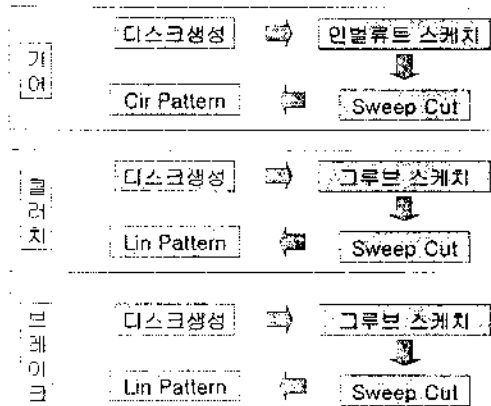 기어
디스크생성
인벌류트 스케치
Cir Pattern
Sweep Cut
클러치
디스크생성
그루브 스케치
Lin Pattern
Sweep Cut
브레이크
디스크생성
그루브 스케치
Lin Pattern
Sweep Cut